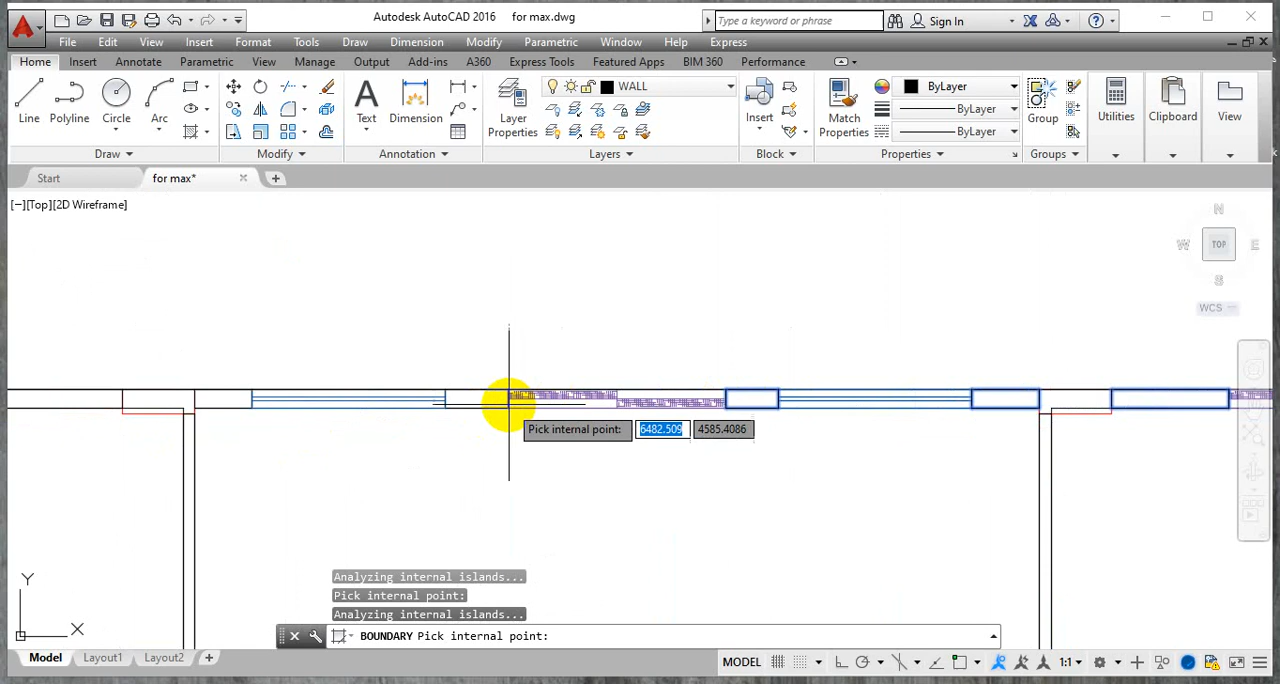 Autodesk AutoCAD 2016 for max.dwg
Type a keyword or phrase
Sign In
File Edit View Insert Format Tools Draw Dimension Modify Parametric Window Help Express
Home Insert Annotate Parametric View Manage Output Add-ins A360 Express Tools Featured Apps BIM 360 Performance
WALL
ByLayer
ByLayer
ByLayer
Line Polyline Circle Arc
Text Dimension
Layer Properties
Insert
Match Properties
Group
Utilities
Clipboard
View
Draw Modify Annotation Layers Block Properties Groups
Start for max*
[−][Top][2D Wireframe]
N
W TOP E
S
WCS
Pick internal point: 6482.509 4585.4086
Analyzing internal islands...
Pick internal point:
Analyzing internal islands...
BOUNDARY Pick internal point:
Y
X
Model Layout1 Layout2 +
MODEL 1:1